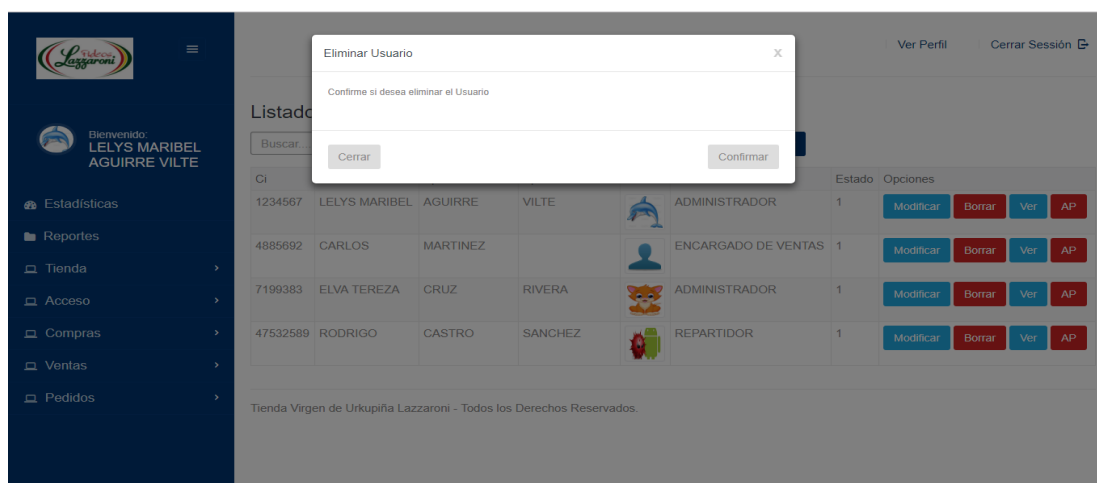 Fideos
Lazzaroni
Ver Perfil
Cerrar Sessión
Eliminar Usuario
X
Confirme si desea eliminar el Usuario
Cerrar
Confirmar
Bienvenido:
LELYS MARIBEL
AGUIRRE VILTE
Estadísticas
Reportes
Tienda
Acceso
Compras
Ventas
Pedidos
Listado
Buscar...
Ci Estado Opciones
1234567 LELYS MARIBEL AGUIRRE VILTE ADMINISTRADOR 1 Modificar Borrar Ver AP
4885692 CARLOS MARTINEZ ENCARGADO DE VENTAS 1 Modificar Borrar Ver AP
7199383 ELVA TEREZA CRUZ RIVERA ADMINISTRADOR 1 Modificar Borrar Ver AP
47532589 RODRIGO CASTRO SANCHEZ REPARTIDOR 1 Modificar Borrar Ver AP
Tienda Virgen de Urkupiña Lazzaroni - Todos los Derechos Reservados.